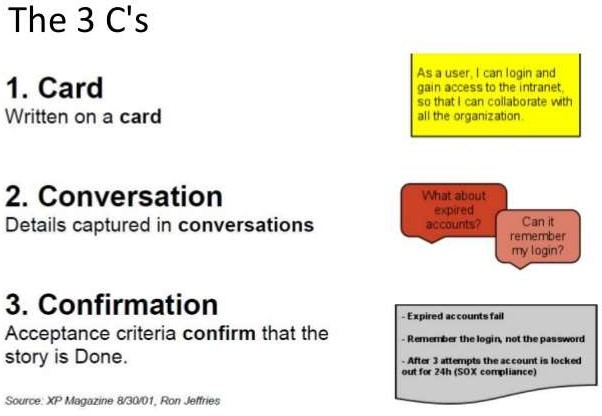 The 3 C's
1. Card
Written on a card
As a user, I can login and
gain access to the intranet,
so that I can collaborate with
all the organization.
2. Conversation
Details captured in conversations
What about
expired
accounts?
Can it
remember
my login?
3. Confirmation
Acceptance criteria confirm that the
story is Done.
- Expired accounts fail
- Remember the login, not the password
- After 3 attempts the account is locked
out for 24h (SOX compliance)
Source: XP Magazine 8/30/01, Ron Jeffries